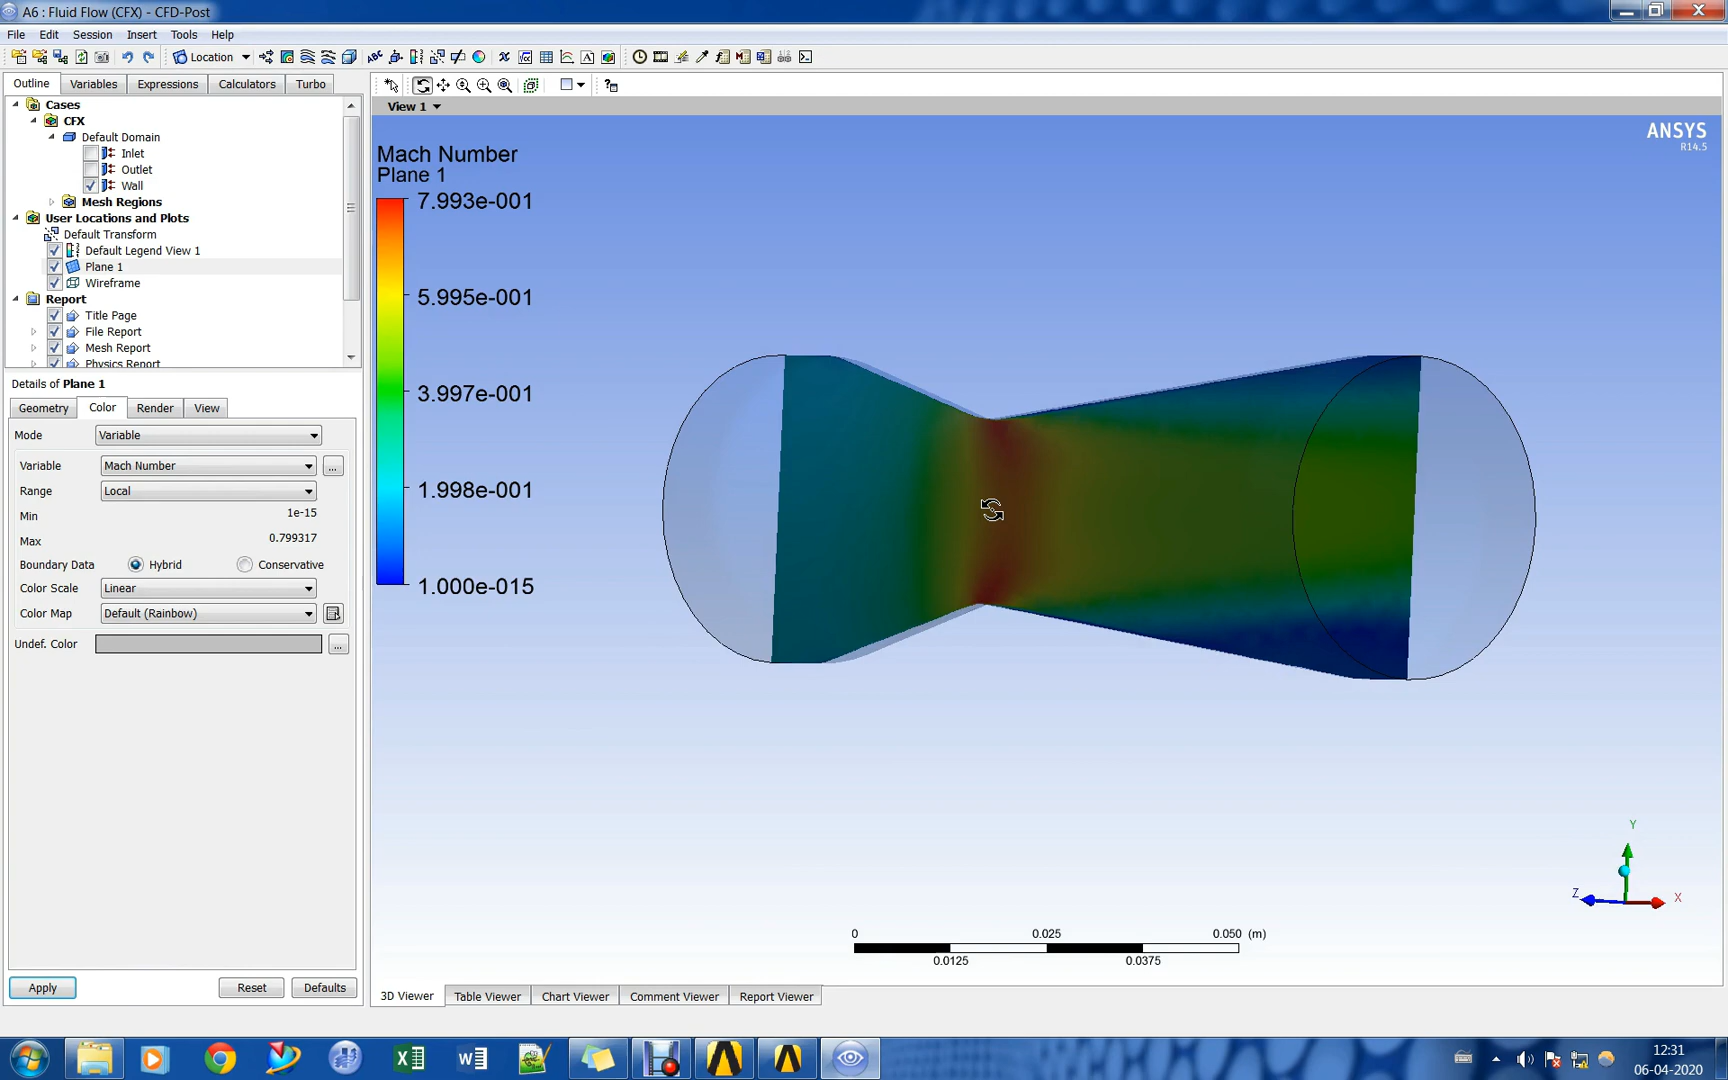 A6 : Fluid Flow (CFX) - CFD-Post
File Edit Session Insert Tools Help
Location
Outline Variables Expressions Calculators Turbo
View 1
Cases
CFX
Default Domain
Inlet
Outlet
Wall
Mesh Regions
User Locations and Plots
Default Transform
Default Legend View 1
Plane 1
Wireframe
Report
Title Page
File Report
Mesh Report
Physics Report
Details of Plane 1
Geometry Color Render View
Mode Variable
Variable Mach Number ...
Range Local
Min 1e-15
Max 0.799317
Boundary Data Hybrid Conservative
Color Scale Linear
Color Map Default (Rainbow)
Undef. Color ...
Apply Reset Defaults
ANSYS
R14.5
Mach Number
Plane 1
7.993e-001
5.995e-001
3.997e-001
1.998e-001
1.000e-015
Y
Z
X
0 0.025 0.050 (m)
0.0125 0.0375
3D Viewer Table Viewer Chart Viewer Comment Viewer Report Viewer
12:31
06-04-2020